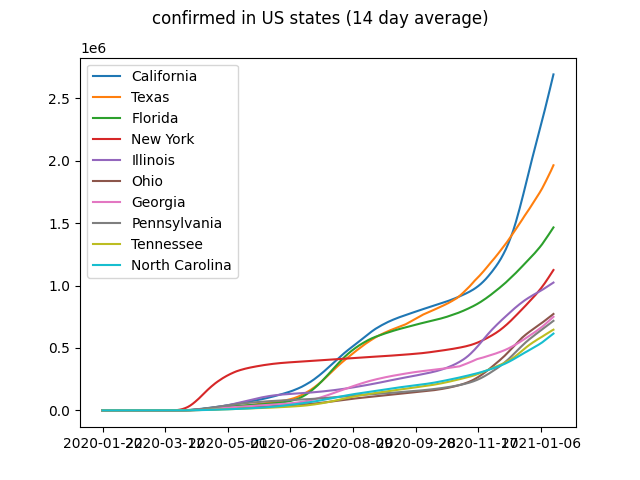 confirmed in US states (14 day average)
1e6
2.5
2.0
1.5
1.0
0.5
0.0
California
Texas
Florida
New York
Illinois
Ohio
Georgia
Pennsylvania
Tennessee
North Carolina
2020-01-22 2020-03-12 2020-05-01 2020-06-20 2020-08-09 2020-09-28 2020-11-17 2021-01-06